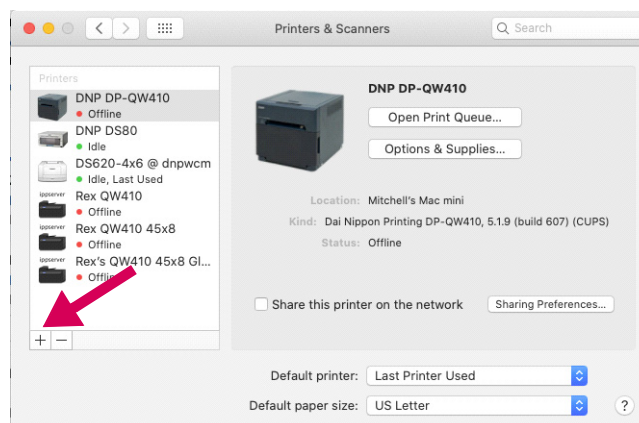 Printers & Scanners
Search
Printers
DNP DP-QW410
Offline
DNP DS80
Idle
DS620-4x6 @ dnpwcm
Idle, Last Used
ippserver
Rex QW410
Offline
ippserver
Rex QW410 45x8
Offline
ippserver
Rex's QW410 45x8 Gl...
Offline
+ −
DNP DP-QW410
Open Print Queue...
Options & Supplies...
Location: Mitchell's Mac mini
Kind: Dai Nippon Printing DP-QW410, 5.1.9 (build 607) (CUPS)
Status: Offline
Share this printer on the network
Sharing Preferences...
Default printer: Last Printer Used
Default paper size: US Letter
?